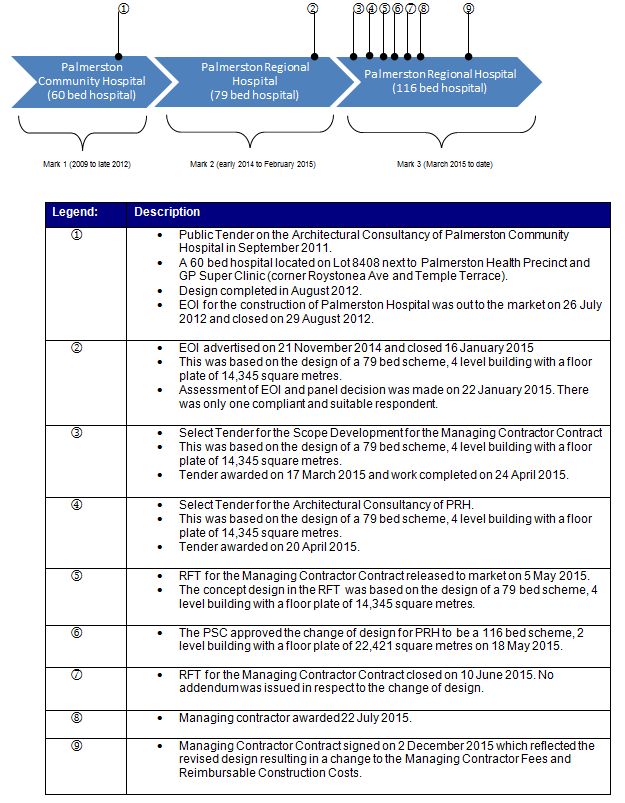 ① ② ③ ④ ⑤ ⑥ ⑦ ⑧ ⑨
Palmerston
Community Hospital
(60 bed hospital)
Palmerston Regional
Hospital
(79 bed hospital)
Palmerston Regional Hospital
(116 bed hospital)
Mark 1 (2009 to late 2012)
Mark 2 (early 2014 to February 2015)
Mark 3 (March 2015 to date)
Legend: Description
①
• Public Tender on the Architectural Consultancy of Palmerston Community
Hospital in September 2011.
• A 60 bed hospital located on Lot 8408 next to Palmerston Health Precinct and
GP Super Clinic (corner Roystonea Ave and Temple Terrace).
• Design completed in August 2012.
• EOI for the construction of Palmerston Hospital was out to the market on 26 July
2012 and closed on 29 August 2012.
②
• EOI advertised on 21 November 2014 and closed 16 January 2015
• This was based on the design of a 79 bed scheme, 4 level building with a floor
plate of 14,345 square metres.
• Assessment of EOI and panel decision was made on 22 January 2015. There
was only one compliant and suitable respondent.
③
• Select Tender for the Scope Development for the Managing Contractor Contract
• This was based on the design of a 79 bed scheme, 4 level building with a floor
plate of 14,345 square metres.
• Tender awarded on 17 March 2015 and work completed on 24 April 2015.
④
• Select Tender for the Architectural Consultancy of PRH.
• This was based on the design of a 79 bed scheme, 4 level building with a floor
plate of 14,345 square metres.
• Tender awarded on 20 April 2015.
⑤
• RFT for the Managing Contractor Contract released to market on 5 May 2015.
• The concept design in the RFT was based on the design of a 79 bed scheme, 4
level building with a floor plate of 14,345 square metres.
⑥
• The PSC approved the change of design for PRH to be a 116 bed scheme, 2
level building with a floor plate of 22,421 square metres on 18 May 2015.
⑦
• RFT for the Managing Contractor Contract closed on 10 June 2015. No
addendum was issued in respect to the change of design.
⑧
• Managing contractor awarded 22 July 2015.
⑨
• Managing Contractor Contract signed on 2 December 2015 which reflected the
revised design resulting in a change to the Managing Contractor Fees and
Reimbursable Construction Costs.